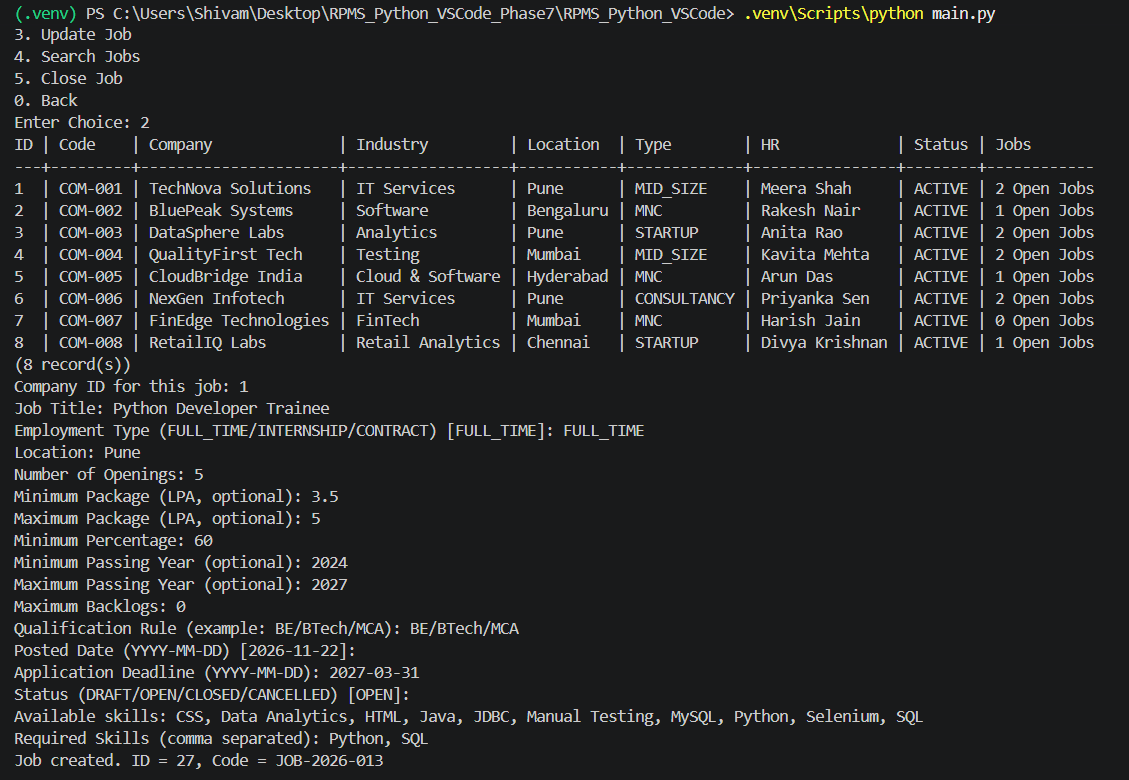 (.venv) PS C:\Users\Shivam\Desktop\RPMS_Python_VSCode_Phase7\RPMS_Python_VSCode> .venv\Scripts\python main.py
3. Update Job
4. Search Jobs
5. Close Job
0. Back
Enter Choice: 2
ID | Code    | Company              | Industry         | Location  | Type        | HR             | Status | Jobs
---+---------+----------------------+------------------+-----------+-------------+----------------+--------+------------
1  | COM-001 | TechNova Solutions   | IT Services      | Pune      | MID_SIZE    | Meera Shah     | ACTIVE | 2 Open Jobs
2  | COM-002 | BluePeak Systems     | Software         | Bengaluru | MNC         | Rakesh Nair    | ACTIVE | 1 Open Jobs
3  | COM-003 | DataSphere Labs      | Analytics        | Pune      | STARTUP     | Anita Rao      | ACTIVE | 2 Open Jobs
4  | COM-004 | QualityFirst Tech    | Testing          | Mumbai    | MID_SIZE    | Kavita Mehta   | ACTIVE | 2 Open Jobs
5  | COM-005 | CloudBridge India    | Cloud & Software | Hyderabad | MNC         | Arun Das       | ACTIVE | 1 Open Jobs
6  | COM-006 | NexGen Infotech      | IT Services      | Pune      | CONSULTANCY | Priyanka Sen   | ACTIVE | 2 Open Jobs
7  | COM-007 | FinEdge Technologies | FinTech          | Mumbai    | MNC         | Harish Jain    | ACTIVE | 0 Open Jobs
8  | COM-008 | RetailIQ Labs        | Retail Analytics | Chennai   | STARTUP     | Divya Krishnan | ACTIVE | 1 Open Jobs
(8 record(s))
Company ID for this job: 1
Job Title: Python Developer Trainee
Employment Type (FULL_TIME/INTERNSHIP/CONTRACT) [FULL_TIME]: FULL_TIME
Location: Pune
Number of Openings: 5
Minimum Package (LPA, optional): 3.5
Maximum Package (LPA, optional): 5
Minimum Percentage: 60
Minimum Passing Year (optional): 2024
Maximum Passing Year (optional): 2027
Maximum Backlogs: 0
Qualification Rule (example: BE/BTech/MCA): BE/BTech/MCA
Posted Date (YYYY-MM-DD) [2026-11-22]:
Application Deadline (YYYY-MM-DD): 2027-03-31
Status (DRAFT/OPEN/CLOSED/CANCELLED) [OPEN]:
Available skills: CSS, Data Analytics, HTML, Java, JDBC, Manual Testing, MySQL, Python, Selenium, SQL
Required Skills (comma separated): Python, SQL
Job created. ID = 27, Code = JOB-2026-013